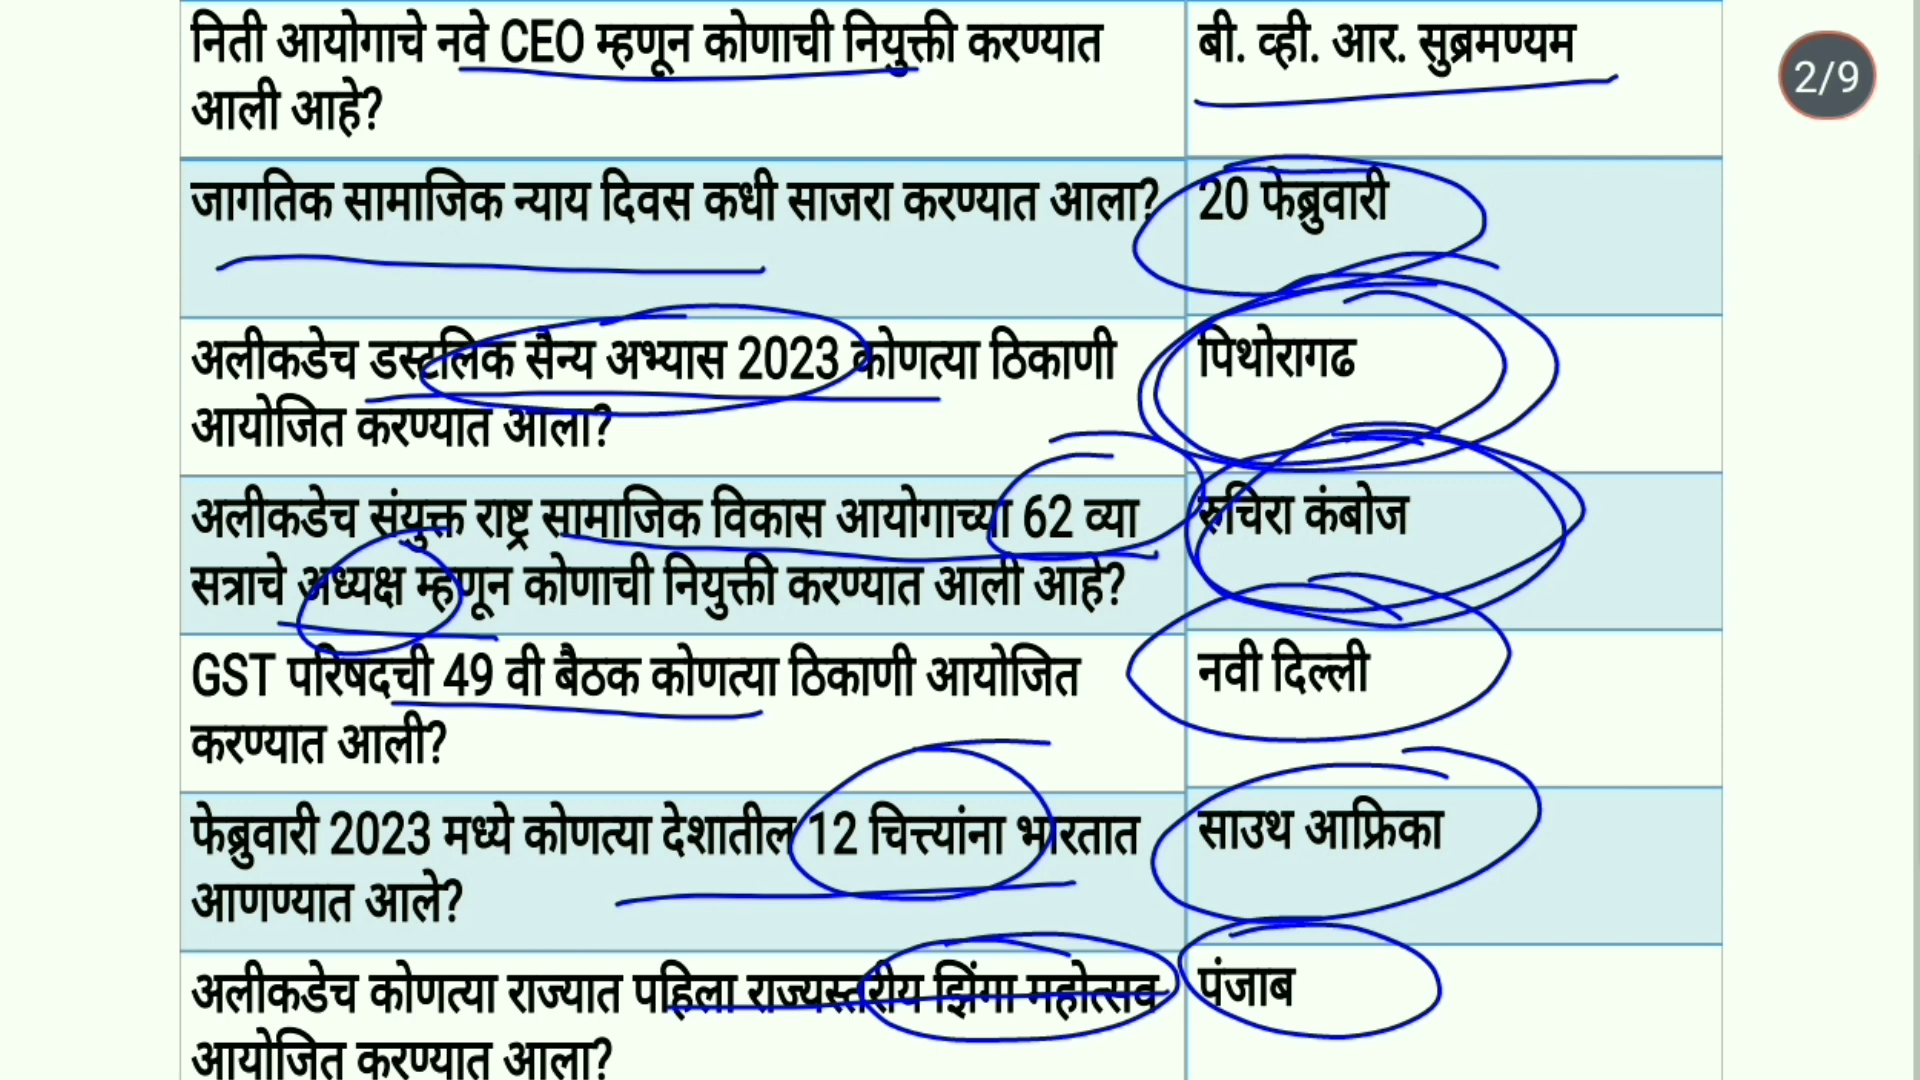 निती आयोगाचे नवे CEO म्हणून कोणाची नियुक्ती करण्यात
आली आहे?
बी. व्ही. आर. सुब्रमण्यम
2/9
जागतिक सामाजिक न्याय दिवस कधी साजरा करण्यात आला?
20 फेब्रुवारी
अलीकडेच डस्टलिक सैन्य अभ्यास 2023 कोणत्या ठिकाणी
आयोजित करण्यात आला?
पिथोरागढ
अलीकडेच संयुक्त राष्ट्र सामाजिक विकास आयोगाच्या 62 व्या
सत्राचे अध्यक्ष म्हणून कोणाची नियुक्ती करण्यात आली आहे?
रुचिरा कंबोज
GST परिषदची 49 वी बैठक कोणत्या ठिकाणी आयोजित
करण्यात आली?
नवी दिल्ली
फेब्रुवारी 2023 मध्ये कोणत्या देशातील 12 चित्त्यांना भारतात
आणण्यात आले?
साउथ आफ्रिका
अलीकडेच कोणत्या राज्यात पहिला राज्यस्तरीय झिंगा महोत्सव
आयोजित करण्यात आला?
पंजाब